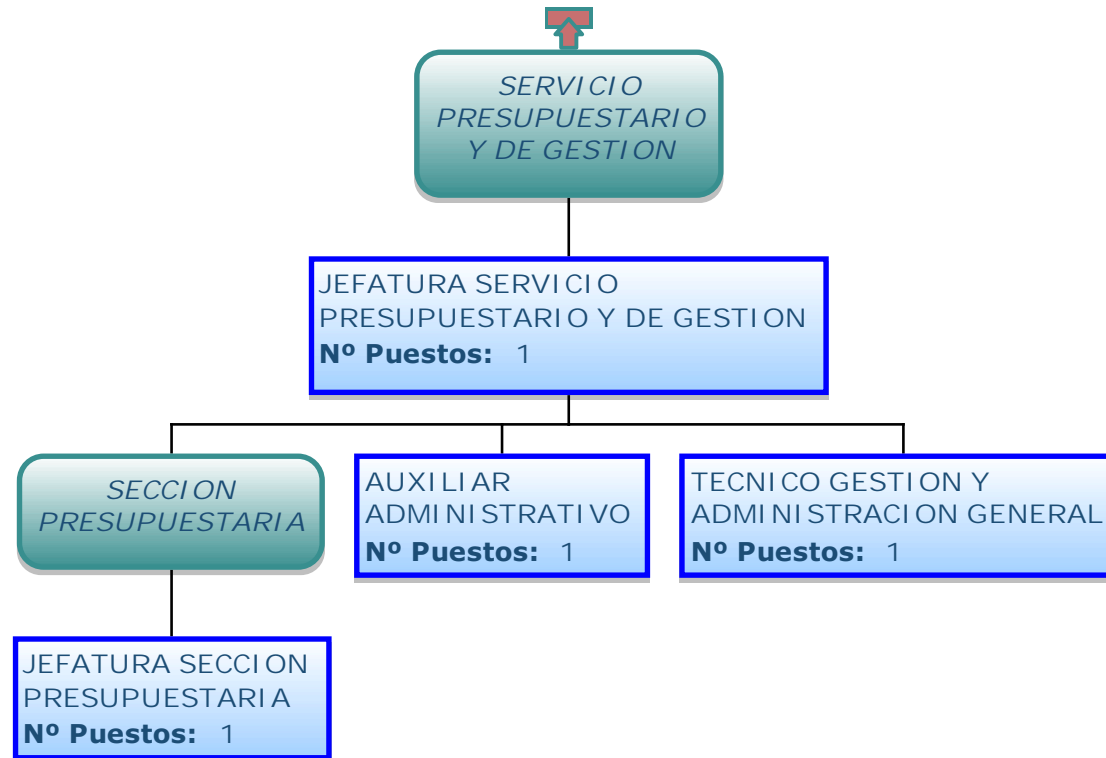 SERVICIO
PRESUPUESTARIO
Y DE GESTION
JEFATURA SERVICIO
PRESUPUESTARIO Y DE GESTION
Nº Puestos: 1
SECCION
PRESUPUESTARIA
AUXILIAR
ADMINISTRATIVO
Nº Puestos: 1
TECNICO GESTION Y
ADMINISTRACION GENERAL
Nº Puestos: 1
JEFATURA SECCION
PRESUPUESTARIA
Nº Puestos: 1